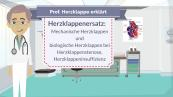 Prof. Herzklappe erklärt
Herzklappenersatz:
Mechanische Herzklappen
und
biologische Herzklappen bei
Herzklappenstenose,
Herzklappeninsuffizienz